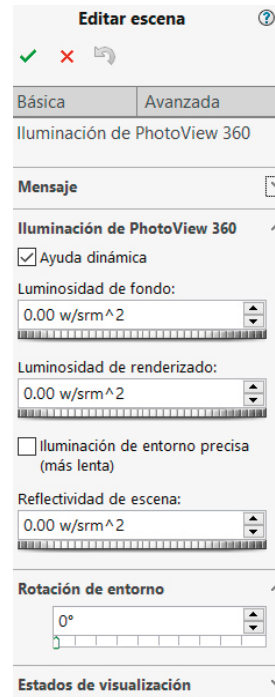 Editar escena
Básica
Avanzada
Iluminación de PhotoView 360
Mensaje
Iluminación de PhotoView 360
Ayuda dinámica
Luminosidad de fondo:
0.00 w/srm^2
Luminosidad de renderizado:
0.00 w/srm^2
Iluminación de entorno precisa
(más lenta)
Reflectividad de escena:
0.00 w/srm^2
Rotación de entorno
0°
Estados de visualización